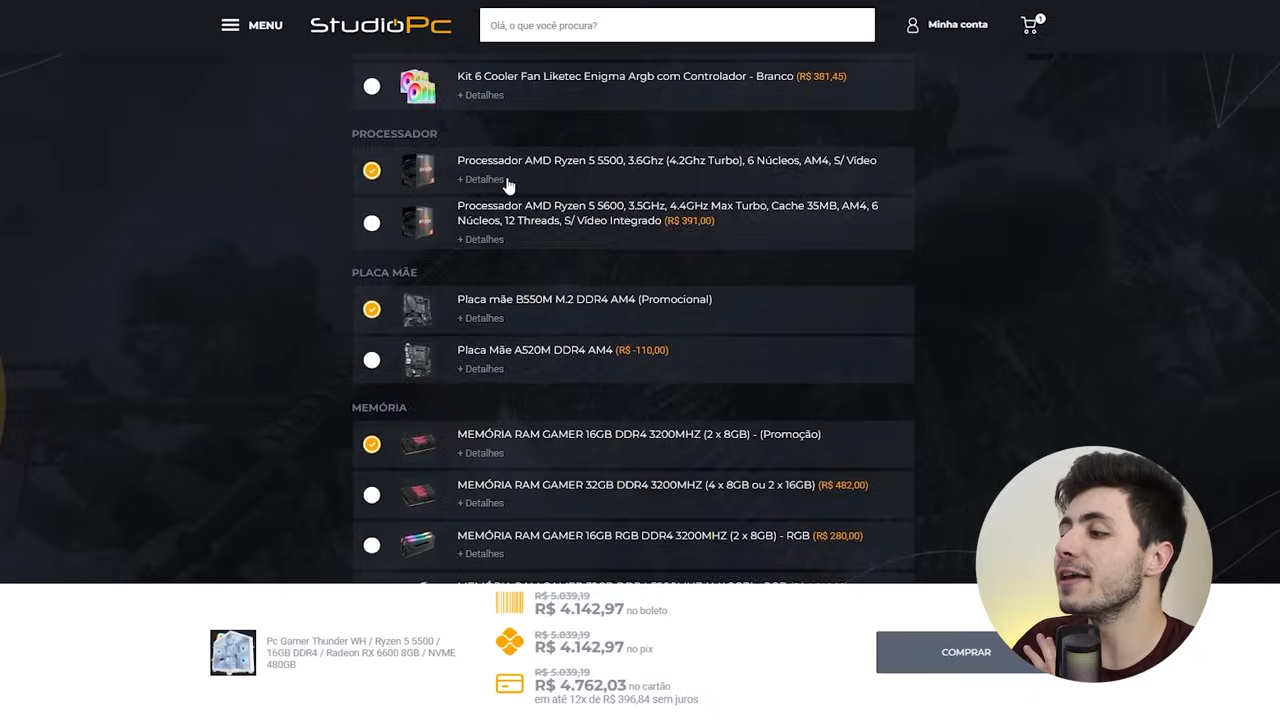 MENU
StudioPc
Olá, o que você procura?
Minha conta
1
Kit 6 Cooler Fan Liketec Enigma Argb com Controlador - Branco (R$ 381,45)
+ Detalhes
PROCESSADOR
Processador AMD Ryzen 5 5500, 3.6Ghz (4.2Ghz Turbo), 6 Núcleos, AM4, S/ Vídeo
+ Detalhes
Processador AMD Ryzen 5 5600, 3.5GHz, 4.4GHz Max Turbo, Cache 35MB, AM4, 6
Núcleos, 12 Threads, S/ Vídeo Integrado (R$ 391,00)
+ Detalhes
PLACA MÃE
Placa mãe B550M M.2 DDR4 AM4 (Promocional)
+ Detalhes
Placa Mãe A520M DDR4 AM4 (R$ -110,00)
+ Detalhes
MEMÓRIA
MEMÓRIA RAM GAMER 16GB DDR4 3200MHZ (2 x 8GB) - (Promoção)
+ Detalhes
MEMÓRIA RAM GAMER 32GB DDR4 3200MHZ (4 x 8GB ou 2 x 16GB) (R$ 482,00)
+ Detalhes
MEMÓRIA RAM GAMER 16GB RGB DDR4 3200MHZ (2 x 8GB) - RGB (R$ 280,00)
+ Detalhes
Pc Gamer Thunder WH / Ryzen 5 5500 /
16GB DDR4 / Radeon RX 6600 8GB / NVME
480GB
R$ 5.039,19
R$ 4.142,97 no boleto
R$ 5.039,19
R$ 4.142,97 no pix
R$ 5.039,19
R$ 4.762,03 no cartão
em até 12x de R$ 396,84 sem juros
COMPRAR